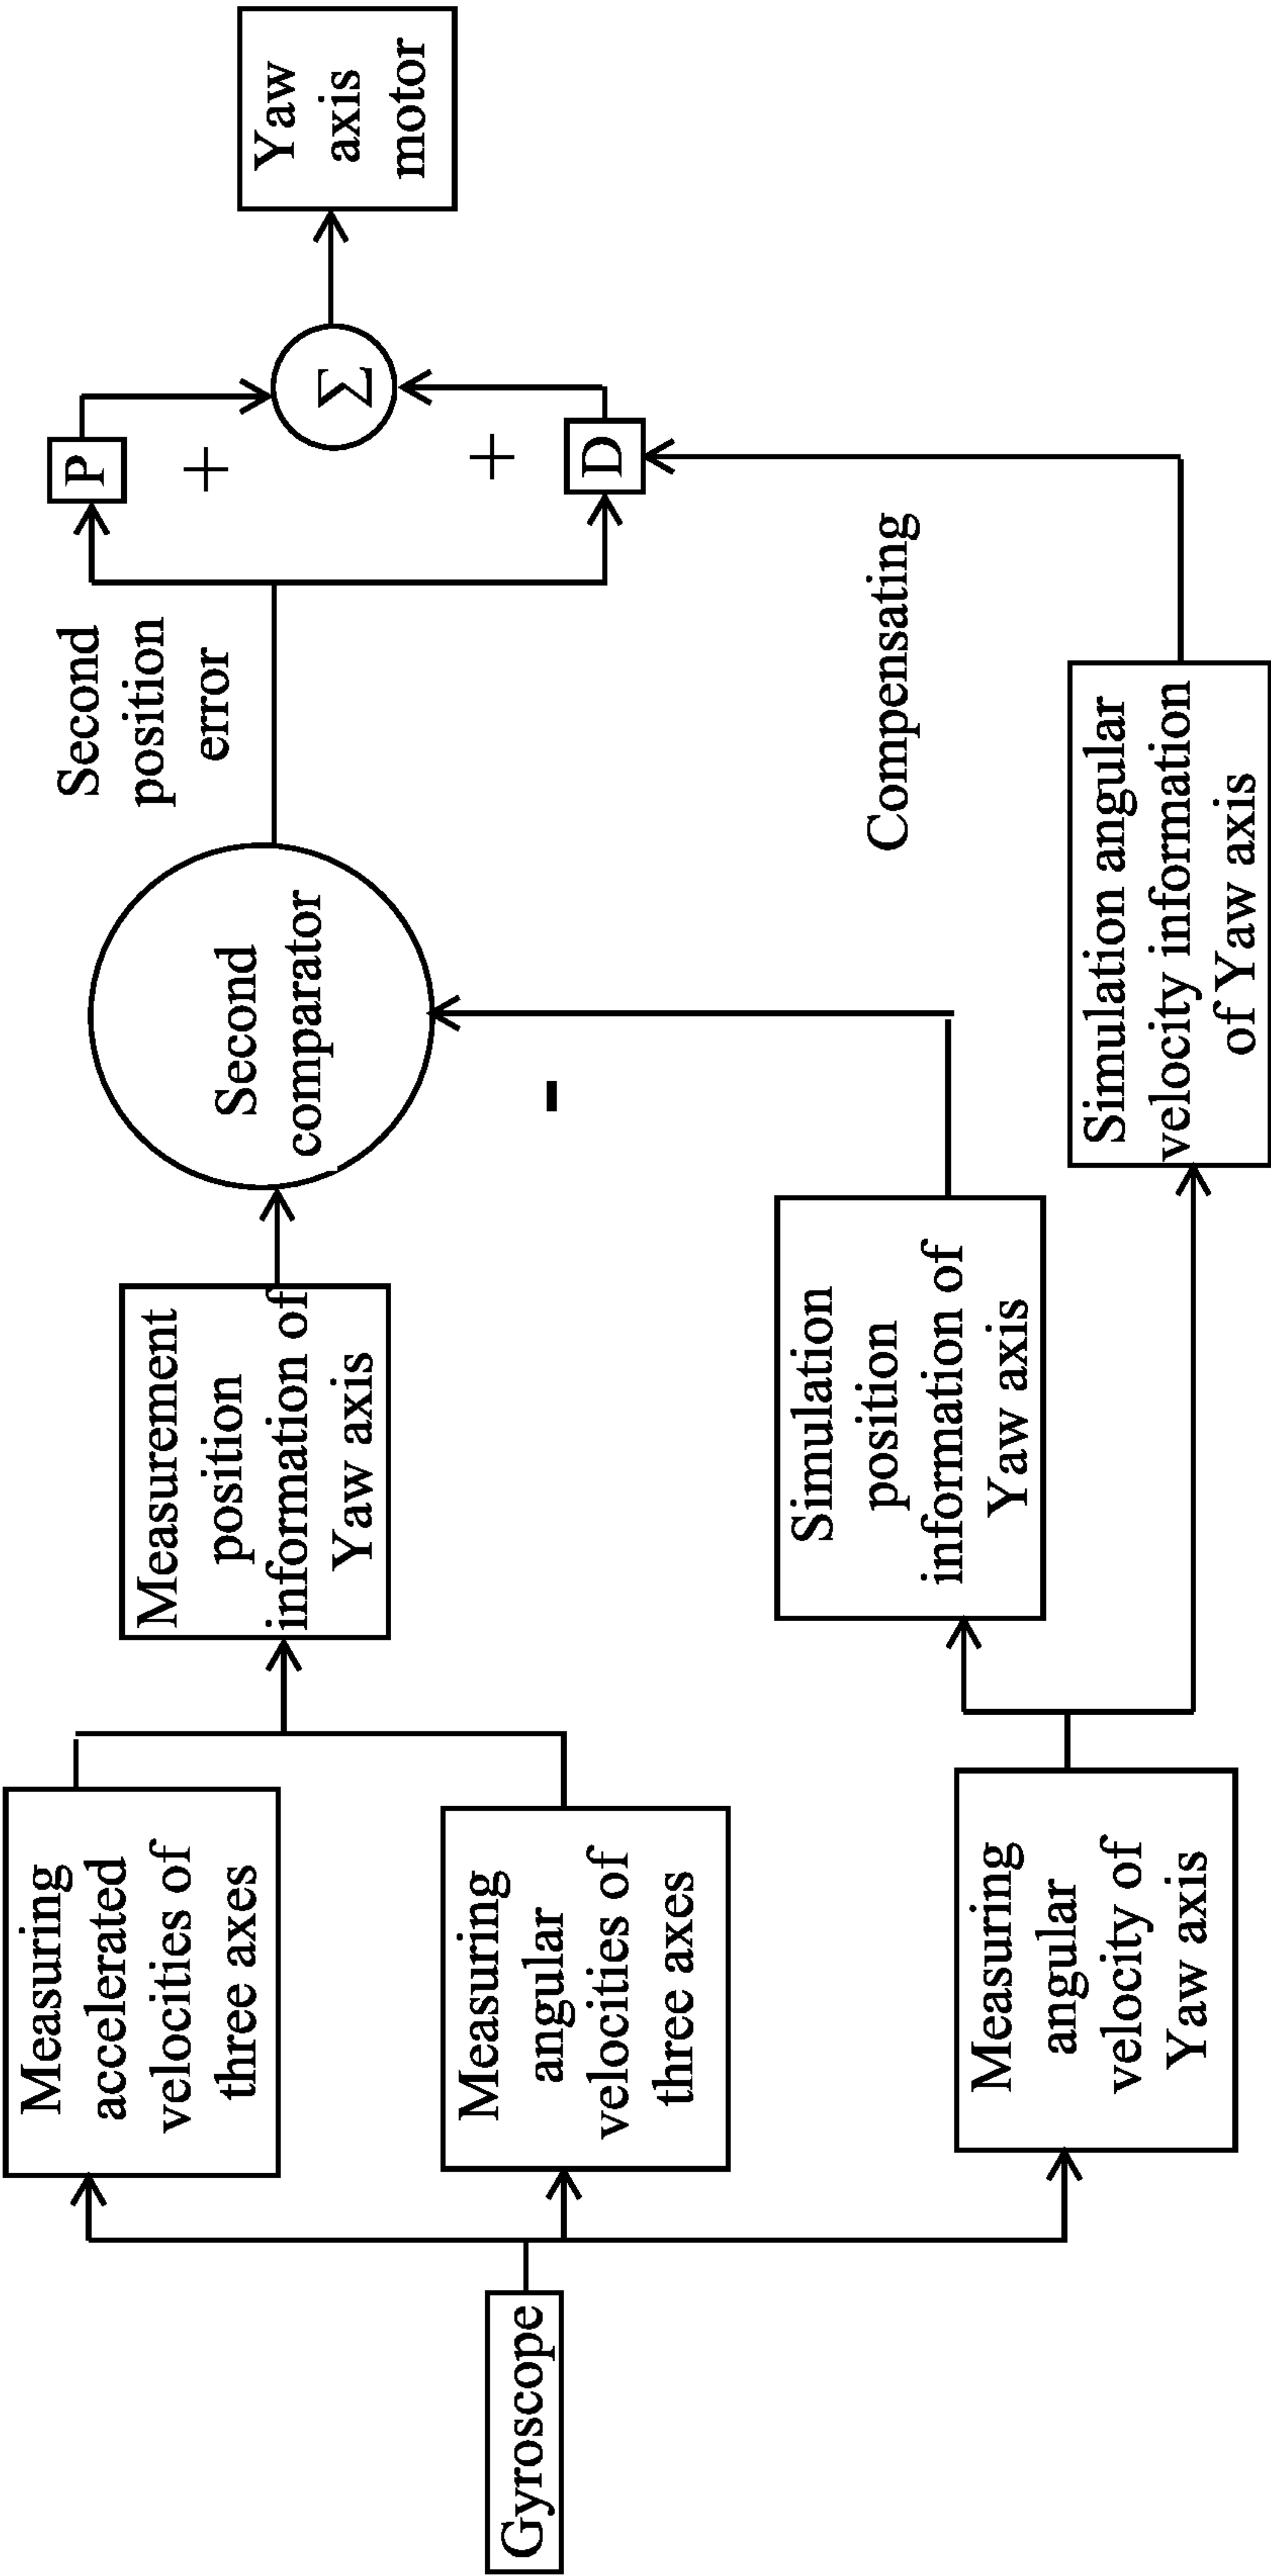 Gyroscope
Measuring
accelerated
velocities of
three axes
Measuring
angular
velocities of
three axes
Measuring
angular
velocity of
Yaw axis
Measurement
position
information of
Yaw axis
Simulation
position
information of
Yaw axis
Second
comparator
-
Simulation angular
velocity information
of Yaw axis
Second
position
error
Compensating
P
+
+
D
Σ
Yaw
axis
motor